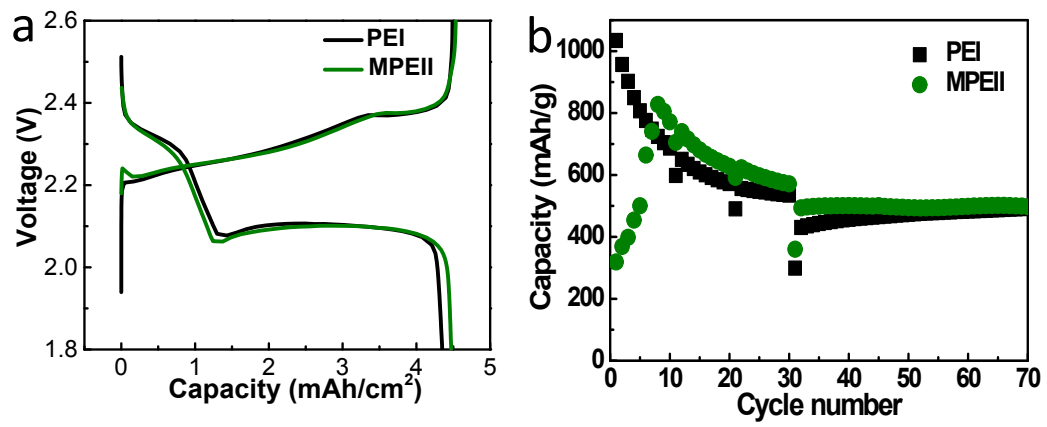 a
2.6
2.4
2.2
2.0
1.8
Voltage (V)
PEI
MPEII
0 1 2 3 4 5
Capacity (mAh/cm²)
b
1000
800
600
400
200
0
Capacity (mAh/g)
PEI
MPEII
0 10 20 30 40 50 60 70
Cycle number